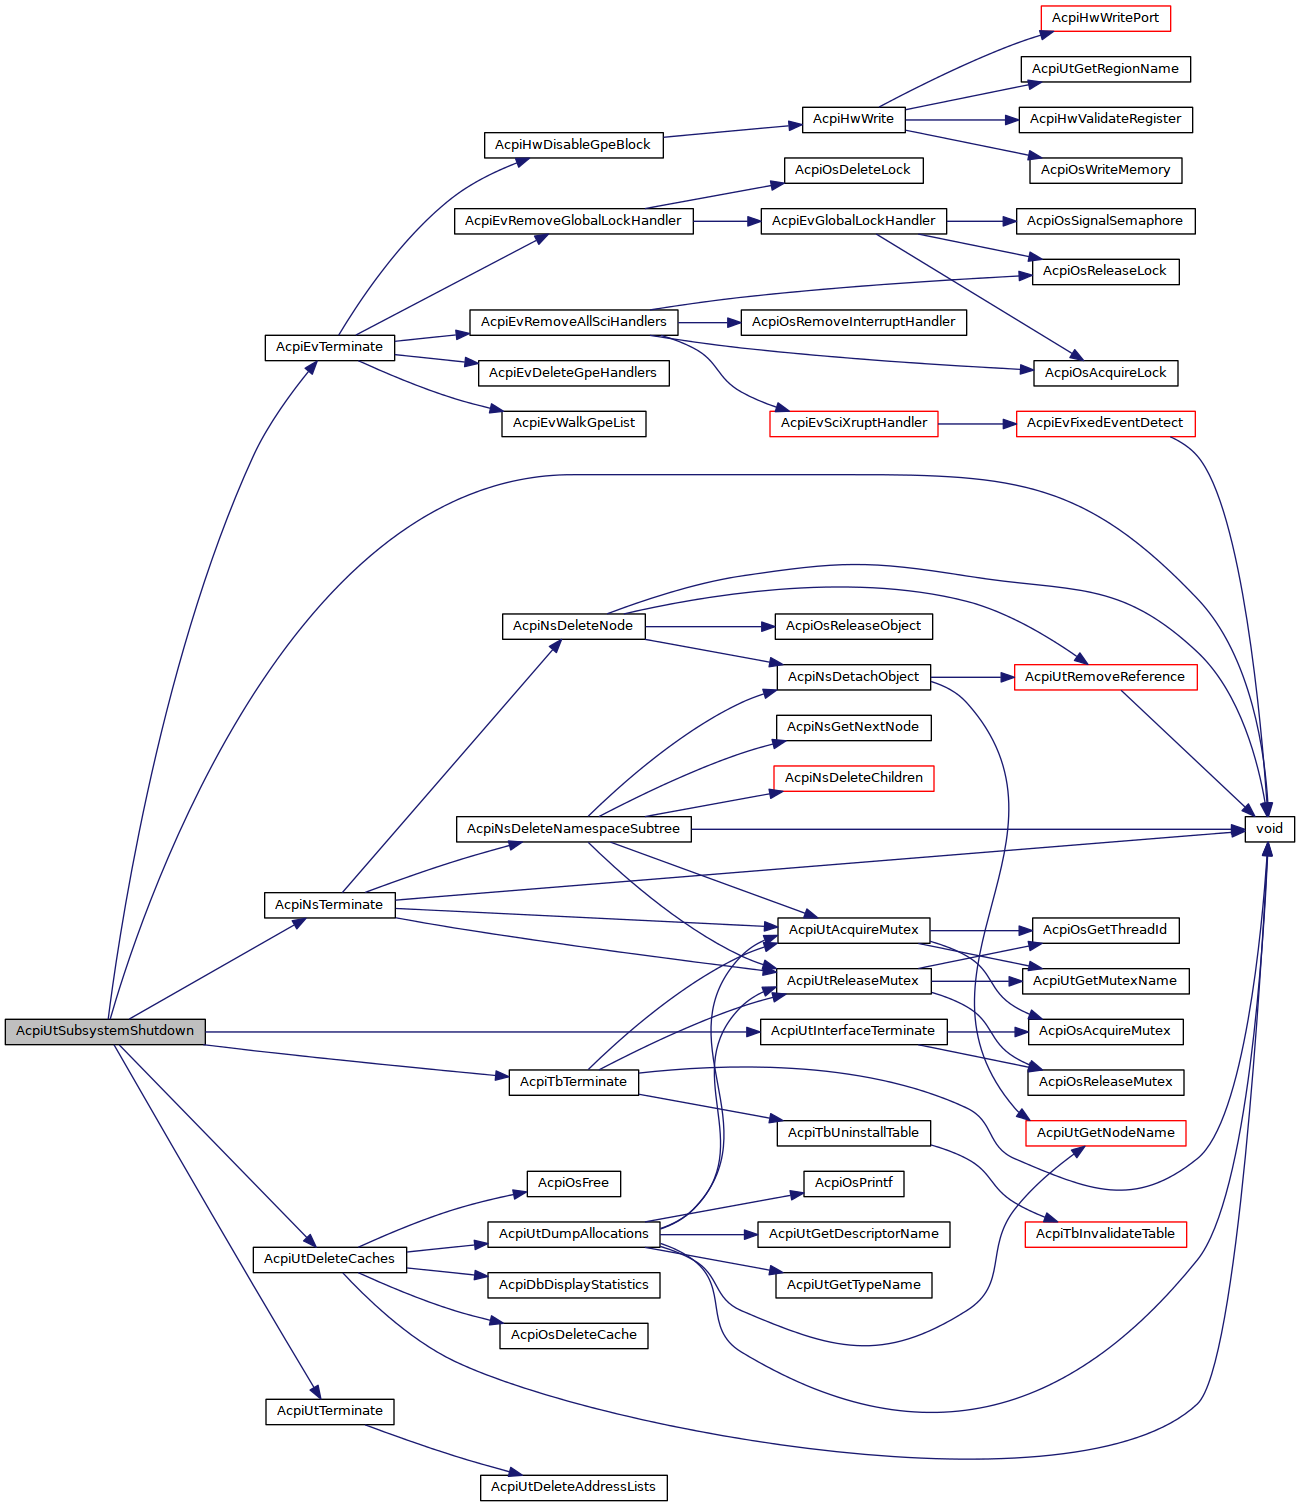 AcpiHwWritePort
AcpiUtGetRegionName
AcpiHwWrite
AcpiHwValidateRegister
AcpiHwDisableGpeBlock
AcpiOsDeleteLock
AcpiOsWriteMemory
AcpiEvRemoveGlobalLockHandler
AcpiEvGlobalLockHandler
AcpiOsSignalSemaphore
AcpiOsReleaseLock
AcpiEvRemoveAllSciHandlers
AcpiOsRemoveInterruptHandler
AcpiEvTerminate
AcpiEvDeleteGpeHandlers
AcpiOsAcquireLock
AcpiEvWalkGpeList
AcpiEvSciXruptHandler
AcpiEvFixedEventDetect
AcpiNsDeleteNode
AcpiOsReleaseObject
AcpiNsDetachObject
AcpiUtRemoveReference
AcpiNsGetNextNode
AcpiNsDeleteChildren
AcpiNsDeleteNamespaceSubtree
void
AcpiNsTerminate
AcpiUtAcquireMutex
AcpiOsGetThreadId
AcpiUtReleaseMutex
AcpiUtGetMutexName
AcpiUtSubsystemShutdown
AcpiUtInterfaceTerminate
AcpiOsAcquireMutex
AcpiTbTerminate
AcpiOsReleaseMutex
AcpiTbUninstallTable
AcpiUtGetNodeName
AcpiOsFree
AcpiOsPrintf
AcpiUtDumpAllocations
AcpiUtGetDescriptorName
AcpiTbInvalidateTable
AcpiUtDeleteCaches
AcpiDbDisplayStatistics
AcpiUtGetTypeName
AcpiOsDeleteCache
AcpiUtTerminate
AcpiUtDeleteAddressLists